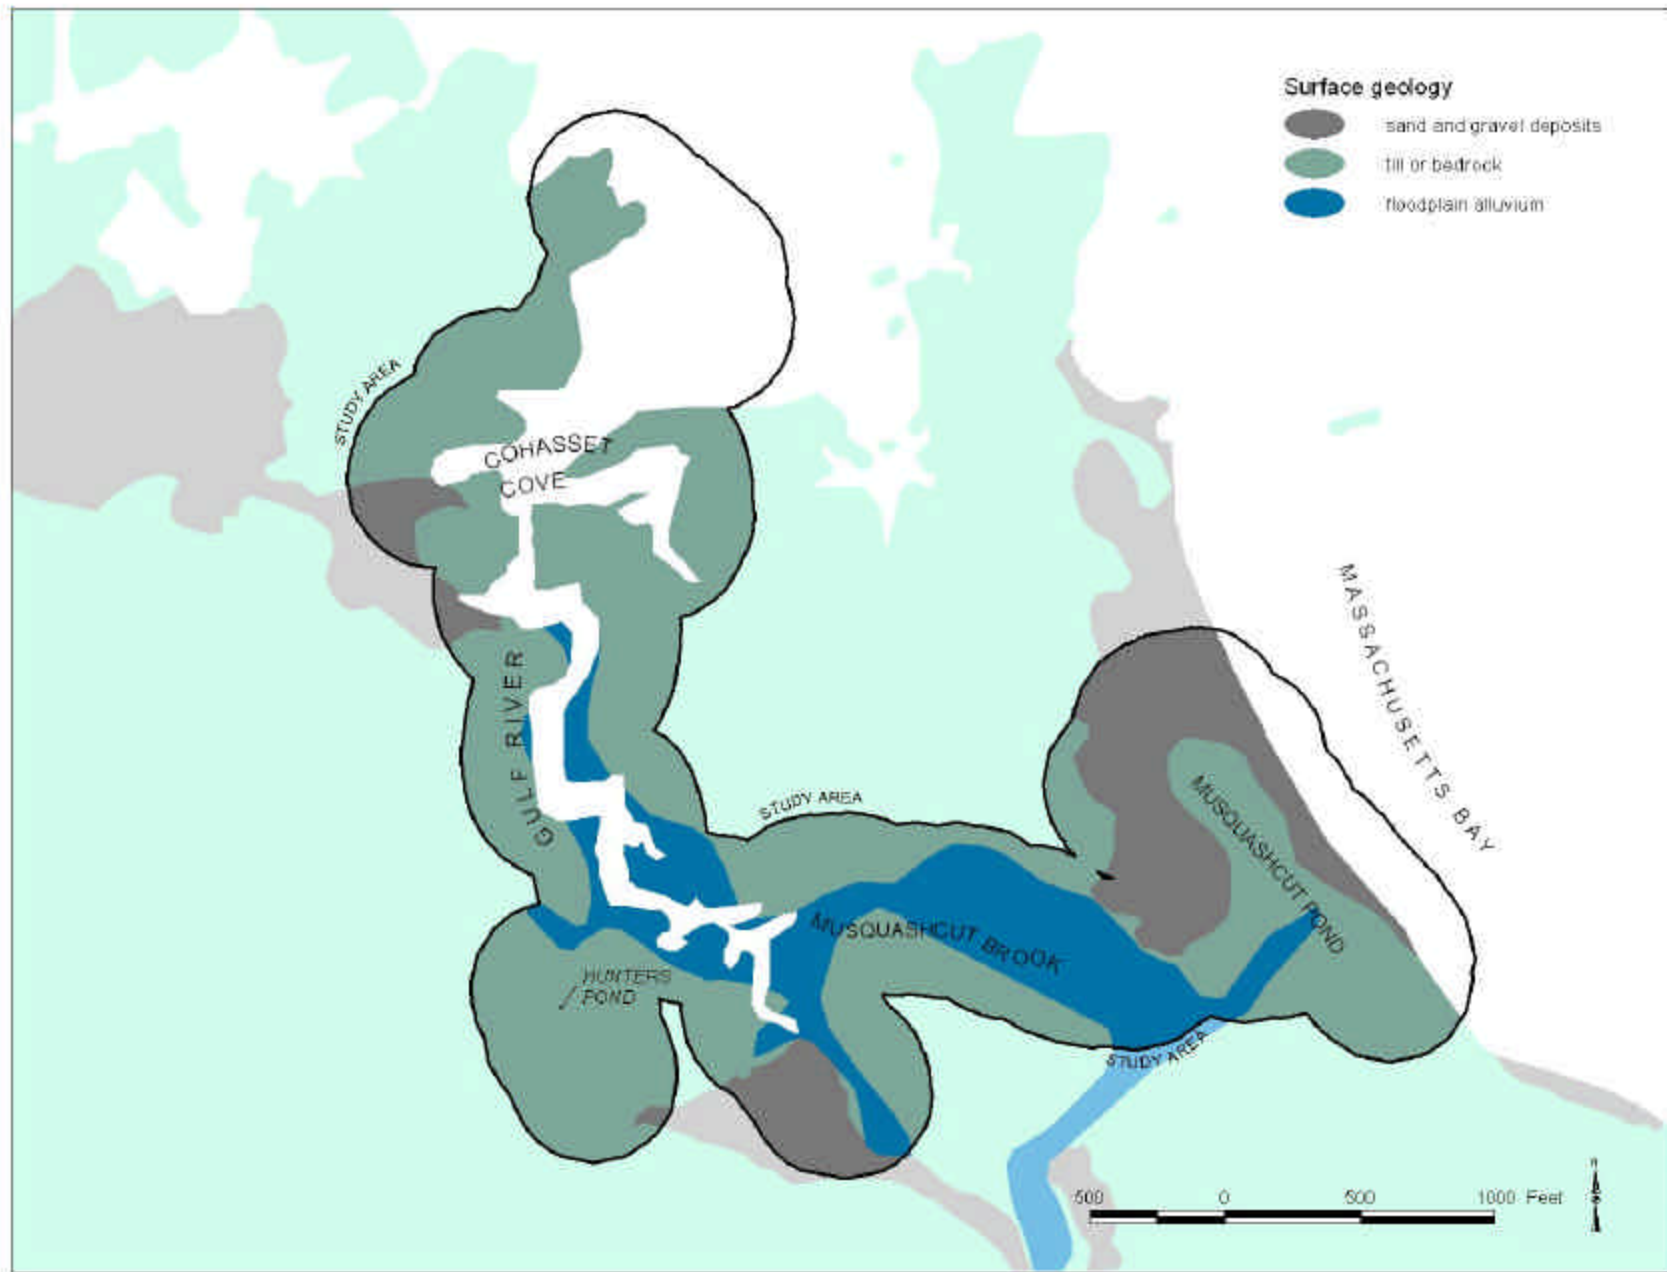 Surface geology
sand and gravel deposits
till or bedrock
floodplain alluvium
STUDY AREA
COHASSET
COVE
MASSACHUSETTS BAY
GULF RIVER
STUDY AREA
MUSQUASHCUT POND
MUSQUASHCUT BROOK
HUNTERS
POND
STUDY AREA
500 0 500 1000 Feet